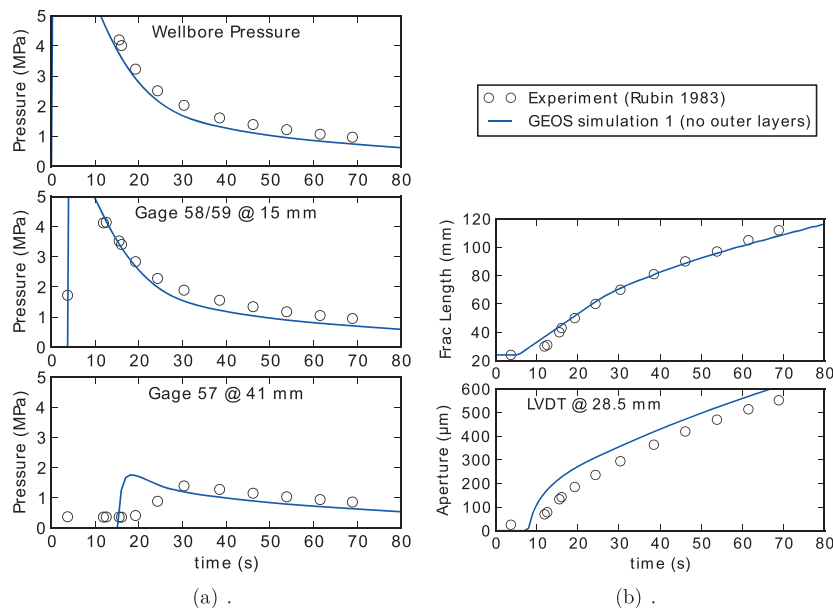 Wellbore Pressure
Pressure (MPa)
5
4
3
2
1
0
0 10 20 30 40 50 60 70 80
Gage 58/59 @ 15 mm
Pressure (MPa)
5
4
3
2
1
0
0 10 20 30 40 50 60 70 80
Gage 57 @ 41 mm
Pressure (MPa)
5
4
3
2
1
0
0 10 20 30 40 50 60 70 80
time (s)
(a) .
Experiment (Rubin 1983)
GEOS simulation 1 (no outer layers)
Frac Length (mm)
120
100
80
60
40
20
0 10 20 30 40 50 60 70 80
LVDT @ 28.5 mm
Aperture (μm)
600
500
400
300
200
100
0
0 10 20 30 40 50 60 70 80
time (s)
(b) .